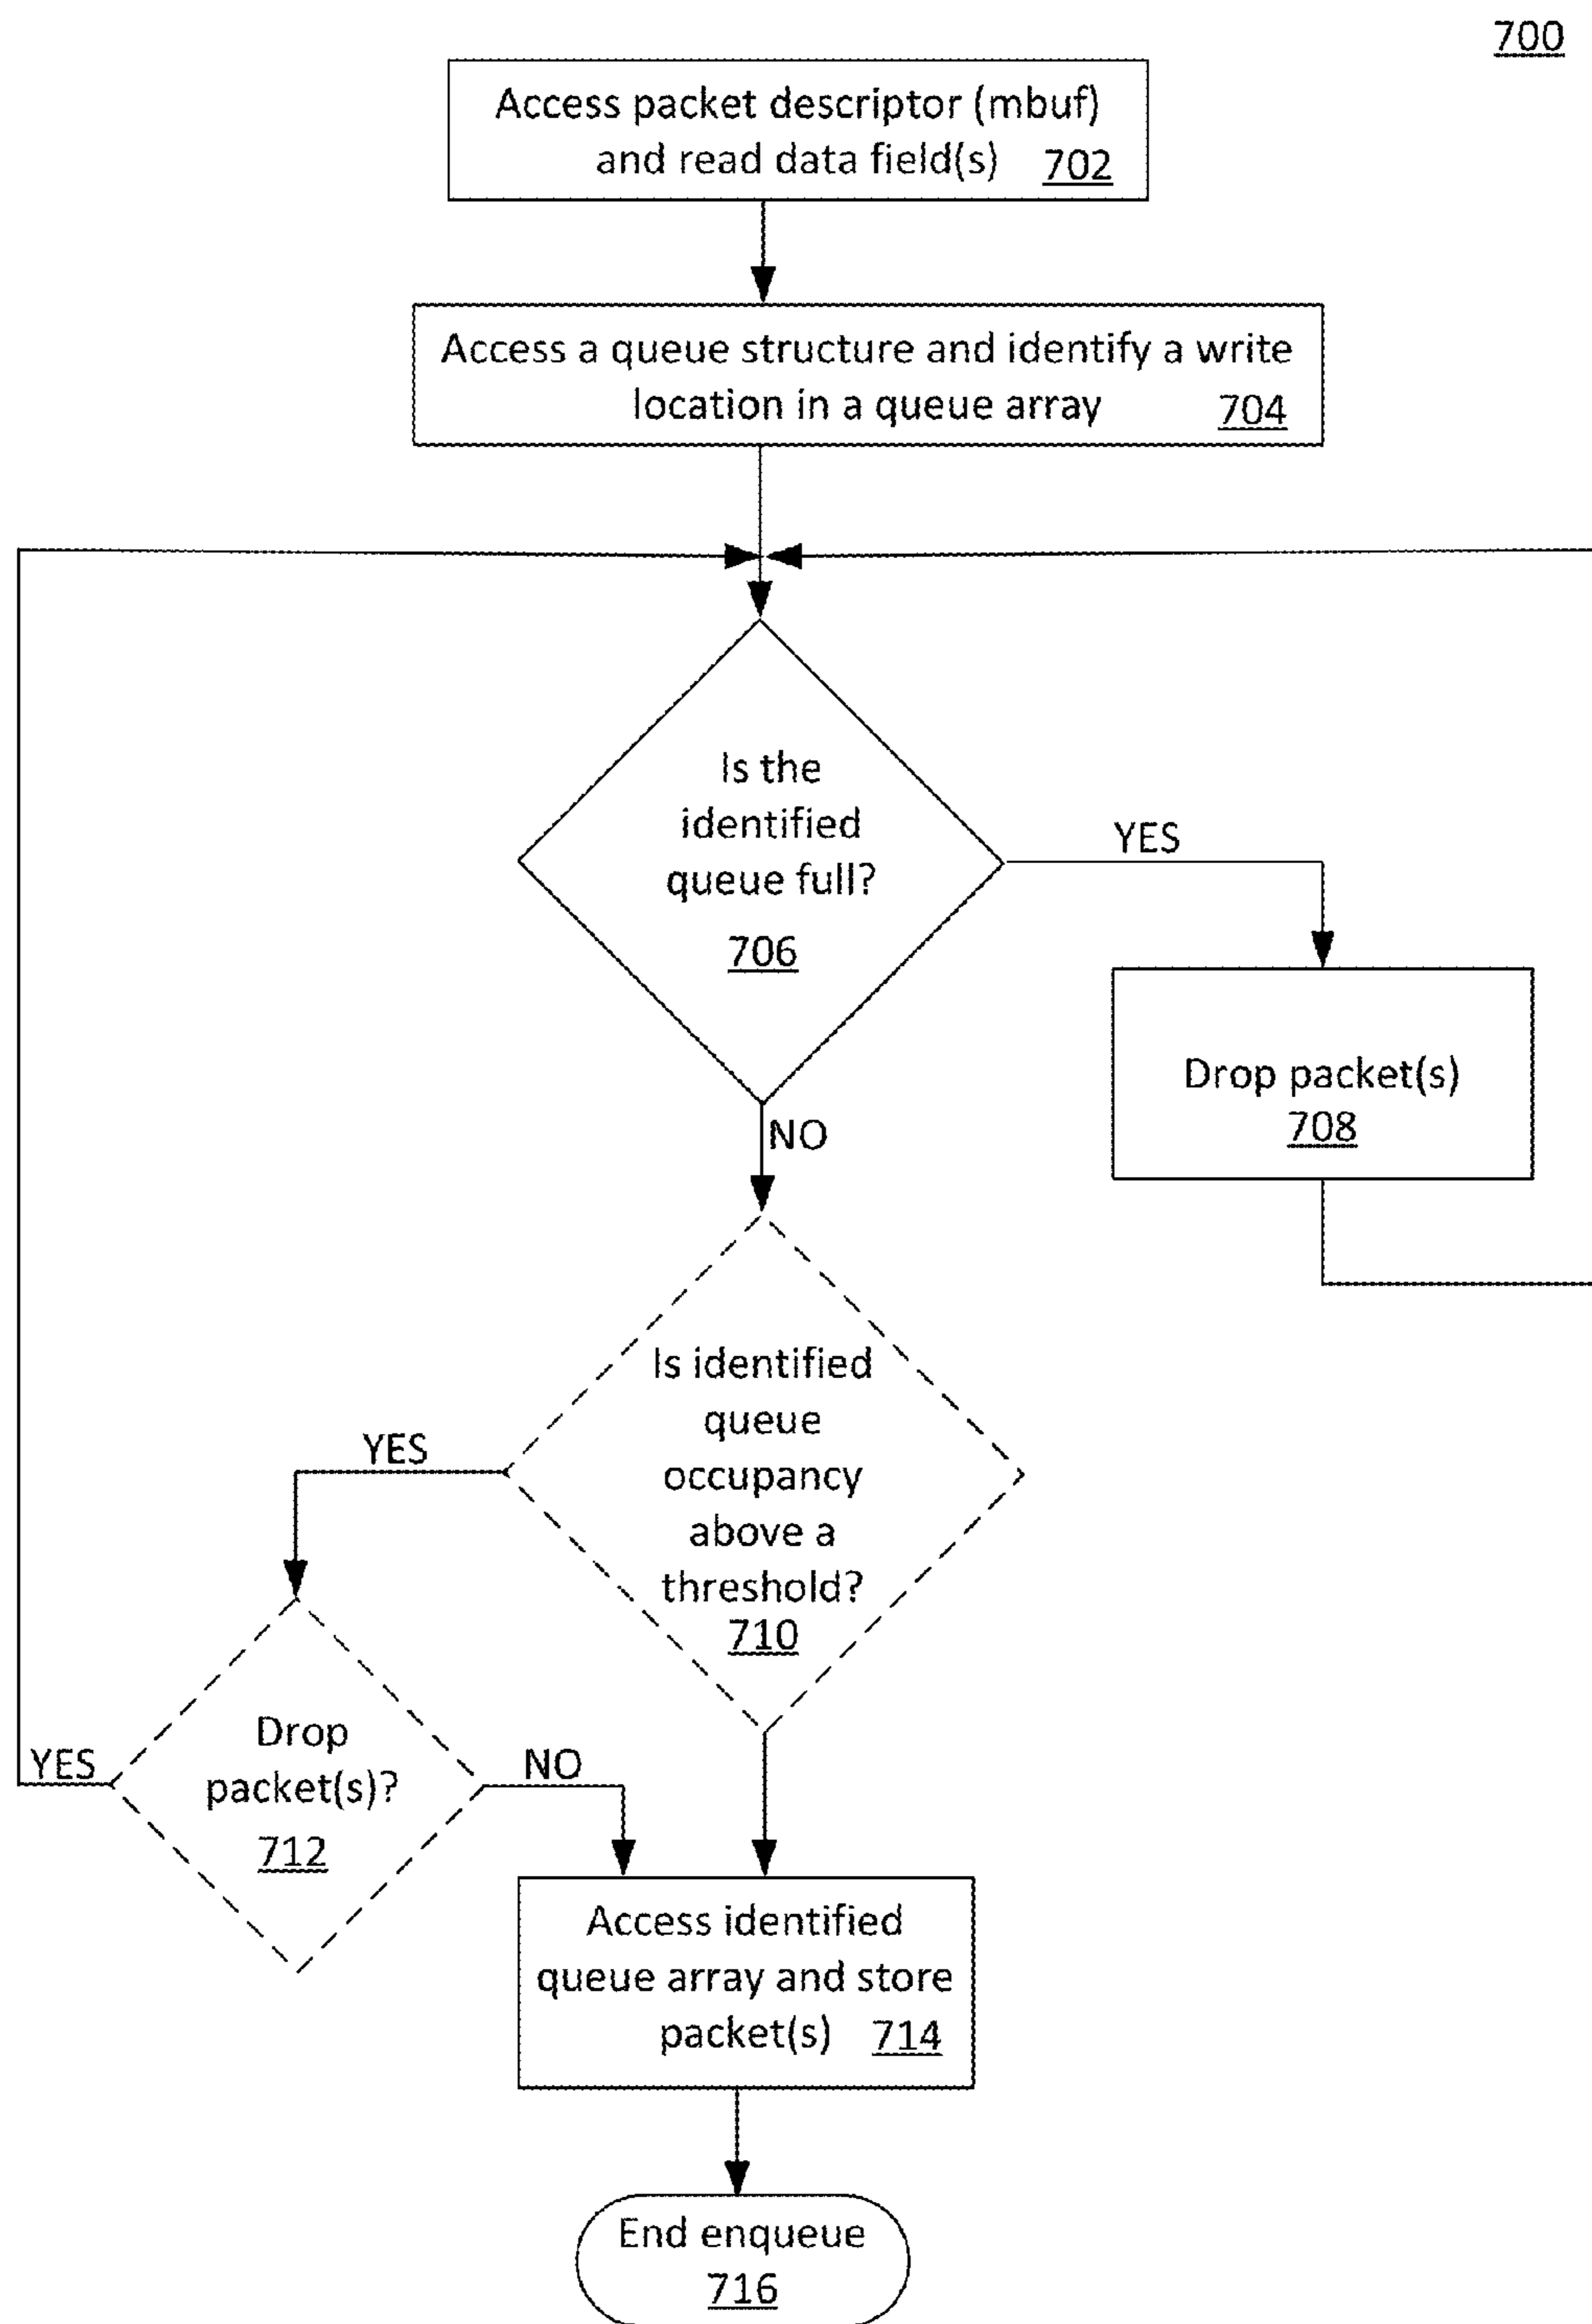 700
Access packet descriptor (mbuf)
and read data field(s) 702
Access a queue structure and identify a write
location in a queue array 704
Is the
identified
queue full?
706
YES
Drop packet(s)
708
NO
Is identified
queue
occupancy
above a
threshold?
710
YES
Drop
packet(s)?
712
YES
NO
Access identified
queue array and store
packet(s) 714
End enqueue
716